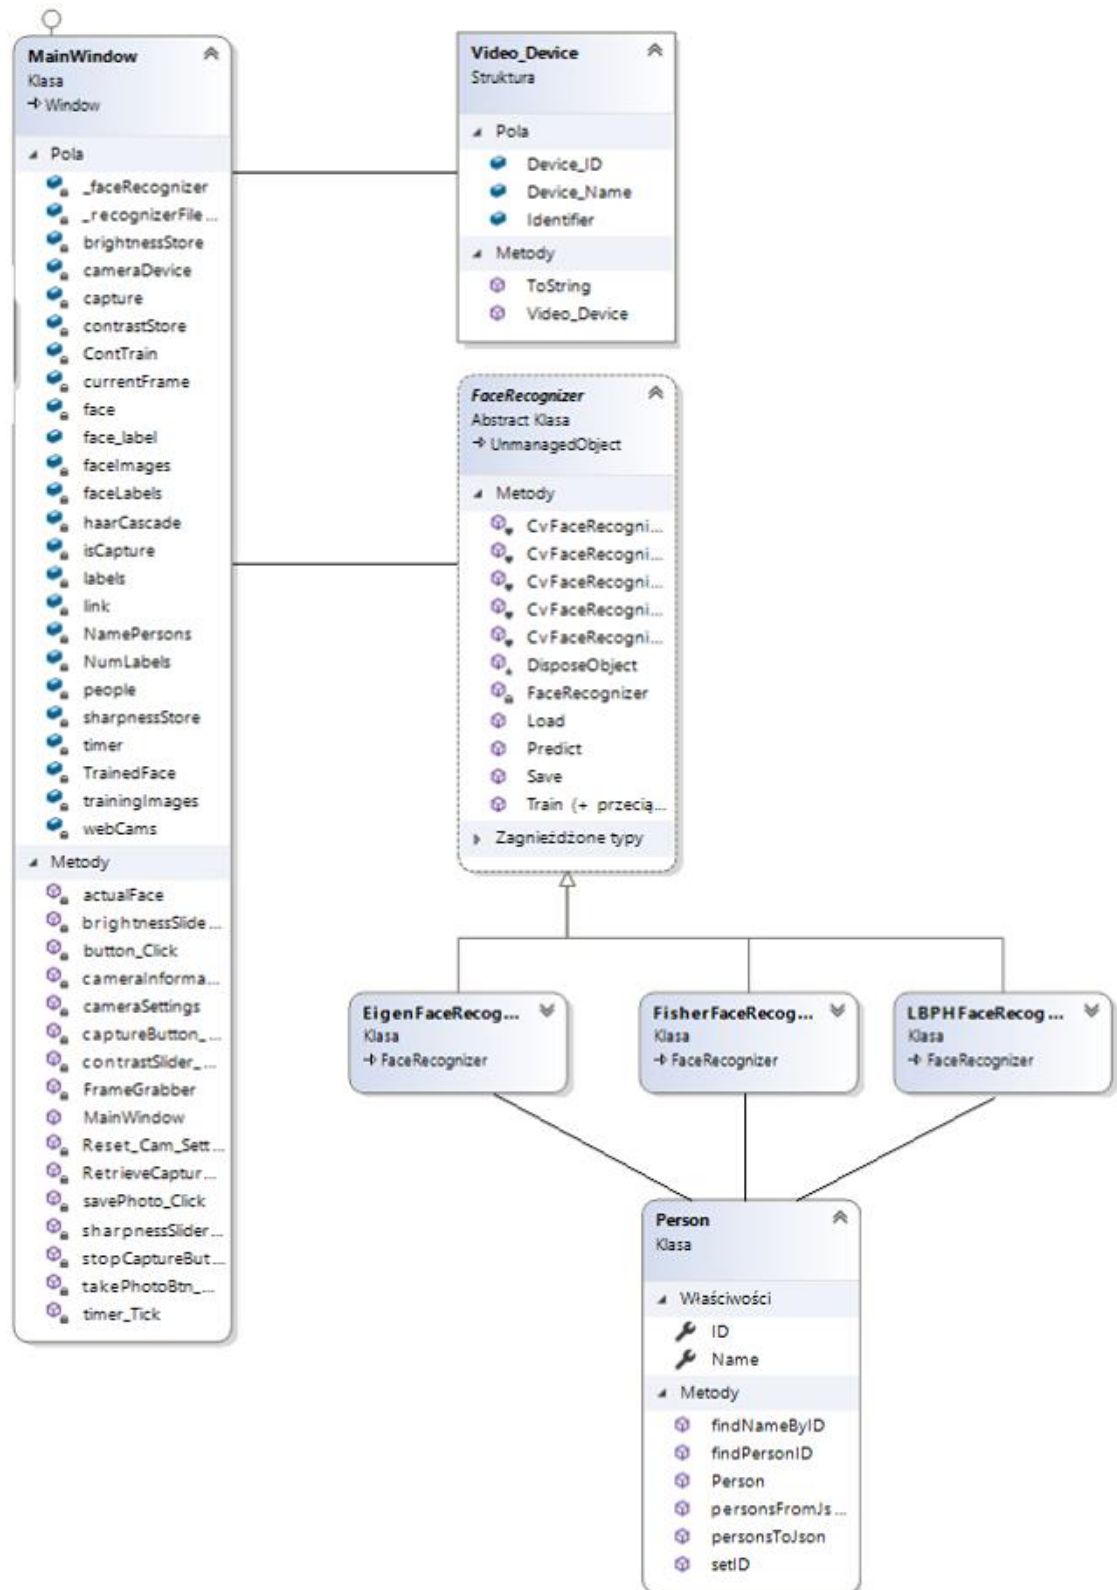 MainWindow
Klasa
Window
Pola
_faceRecognizer
_recognizerFile...
brightnessStore
cameraDevice
capture
contrastStore
ContTrain
currentFrame
face
face_label
faceImages
faceLabels
haarCascade
isCapture
labels
link
NamePersons
NumLabels
people
sharpnessStore
timer
TrainedFace
trainingImages
webCams
Metody
actualFace
brightnessSlide...
button_Click
cameraInforma...
cameraSettings
captureButton_...
contrastSlider_...
FrameGrabber
MainWindow
Reset_Cam_Sett...
RetrieveCaptur...
savePhoto_Click
sharpnessSlider...
stopCaptureBut...
takePhotoBtn_...
timer_Tick
Video_Device
Struktura
Pola
Device_ID
Device_Name
Identifier
Metody
ToString
Video_Device
FaceRecognizer
Abstract Klasa
UnmanagedObject
Metody
CvFaceRecogni...
CvFaceRecogni...
CvFaceRecogni...
CvFaceRecogni...
CvFaceRecogni...
DisposeObject
FaceRecognizer
Load
Predict
Save
Train (+ przecią...
Zagnieżdżone typy
EigenFaceRecog...
Klasa
FaceRecognizer
FisherFaceRecog...
Klasa
FaceRecognizer
LBPHFaceRecog...
Klasa
FaceRecognizer
Person
Klasa
Właściwości
ID
Name
Metody
findNameByID
findPersonID
Person
personsFromJs...
personsToJson
setID